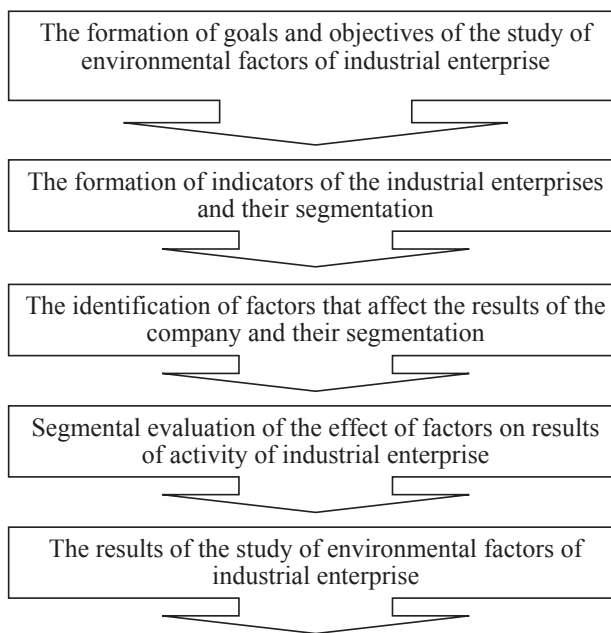 The formation of goals and objectives of the study of
environmental factors of industrial enterprise
The formation of indicators of the industrial enterprises
and their segmentation
The identification of factors that affect the results of the
company and their segmentation
Segmental evaluation of the effect of factors on results
of activity of industrial enterprise
The results of the study of environmental factors of
industrial enterprise